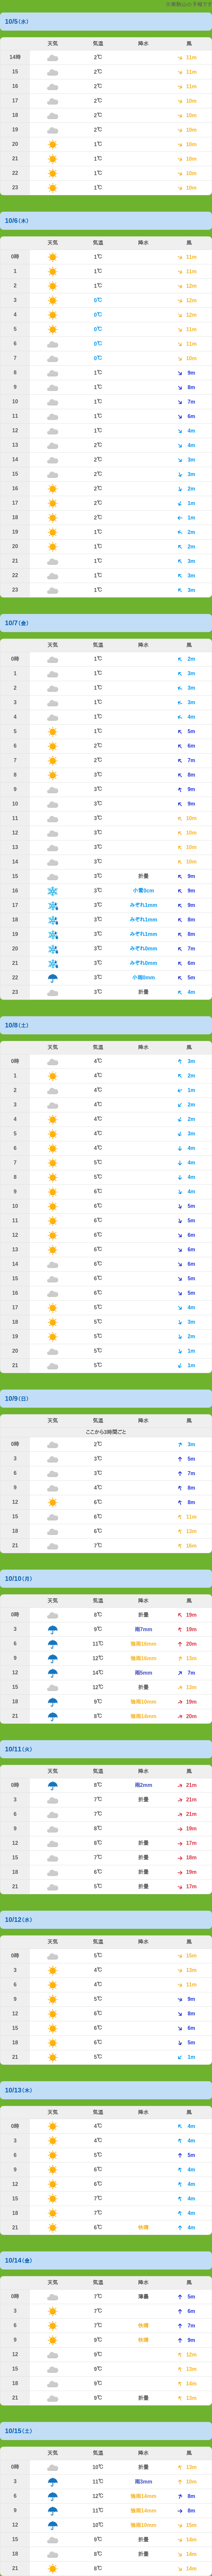 10/5(水)
天気 気温 降水 風
14時 2℃ 11m
15 2℃ 11m
16 2℃ 11m
17 2℃ 10m
18 2℃ 10m
19 2℃ 10m
20 1℃ 10m
21 1℃ 10m
22 1℃ 10m
23 1℃ 10m
10/6(木)
天気 気温 降水 風
0時 1℃ 11m
1 1℃ 11m
2 1℃ 12m
3 0℃ 12m
4 0℃ 12m
5 0℃ 11m
6 0℃ 11m
7 0℃ 10m
8 1℃ 9m
9 1℃ 8m
10 1℃ 7m
11 1℃ 6m
12 1℃ 4m
13 2℃ 4m
14 2℃ 3m
15 2℃ 3m
16 2℃ 2m
17 2℃ 1m
18 2℃ 1m
19 1℃ 2m
20 1℃ 2m
21 1℃ 3m
22 1℃ 3m
23 1℃ 3m
10/7(金)
天気 気温 降水 風
0時 1℃ 2m
1 1℃ 3m
2 1℃ 3m
3 1℃ 3m
4 1℃ 4m
5 1℃ 5m
6 2℃ 6m
7 2℃ 7m
8 3℃ 8m
9 3℃ 9m
10 3℃ 9m
11 3℃ 10m
12 3℃ 10m
13 3℃ 10m
14 3℃ 10m
15 3℃ 折曇 9m
16 3℃ 小雪0cm 9m
17 3℃ みぞれ1mm 9m
18 3℃ みぞれ1mm 8m
19 3℃ みぞれ1mm 8m
20 3℃ みぞれ0mm 7m
21 3℃ みぞれ0mm 6m
22 3℃ 小雨0mm 5m
23 3℃ 折曇 4m
10/8(土)
天気 気温 降水 風
0時 4℃ 3m
1 4℃ 2m
2 4℃ 1m
3 4℃ 2m
4 4℃ 2m
5 4℃ 3m
6 4℃ 4m
7 5℃ 4m
8 5℃ 4m
9 6℃ 4m
10 6℃ 5m
11 6℃ 5m
12 6℃ 6m
13 6℃ 6m
14 6℃ 6m
15 6℃ 5m
16 6℃ 5m
17 5℃ 4m
18 5℃ 3m
19 5℃ 2m
20 5℃ 1m
21 5℃ 1m
10/9(日)
天気 気温 降水 風
ここから3時間ごと
0時 2℃ 3m
3 3℃ 5m
6 3℃ 7m
9 4℃ 8m
12 6℃ 8m
15 6℃ 11m
18 6℃ 13m
21 7℃ 16m
10/10(月)
天気 気温 降水 風
0時 8℃ 折曇 19m
3 9℃ 雨7mm 19m
6 11℃ 強雨16mm 20m
9 12℃ 強雨16mm 13m
12 14℃ 雨5mm 7m
15 12℃ 折曇 13m
18 9℃ 強雨10mm 19m
21 8℃ 強雨14mm 20m
10/11(火)
天気 気温 降水 風
0時 8℃ 雨2mm 21m
3 7℃ 折曇 21m
6 7℃ 21m
9 8℃ 19m
12 8℃ 折曇 17m
15 7℃ 折曇 18m
18 6℃ 折曇 19m
21 5℃ 折曇 17m
10/12(水)
天気 気温 降水 風
0時 5℃ 15m
3 4℃ 13m
6 4℃ 11m
9 5℃ 9m
12 6℃ 8m
15 6℃ 6m
18 6℃ 5m
21 5℃ 1m
10/13(木)
天気 気温 降水 風
0時 4℃ 4m
3 4℃ 4m
6 5℃ 5m
9 6℃ 4m
12 6℃ 4m
15 7℃ 4m
18 7℃ 4m
21 6℃ 快晴 4m
10/14(金)
天気 気温 降水 風
0時 7℃ 薄曇 5m
3 7℃ 6m
6 7℃ 快晴 7m
9 9℃ 快晴 9m
12 9℃ 12m
15 9℃ 13m
18 9℃ 14m
21 9℃ 折曇 13m
10/15(土)
天気 気温 降水 風
0時 10℃ 折曇 13m
3 11℃ 雨3mm 10m
6 12℃ 強雨14mm 8m
9 11℃ 強雨14mm 8m
12 10℃ 強雨10mm 15m
15 9℃ 折曇 14m
18 8℃ 折曇 14m
21 8℃ 14m